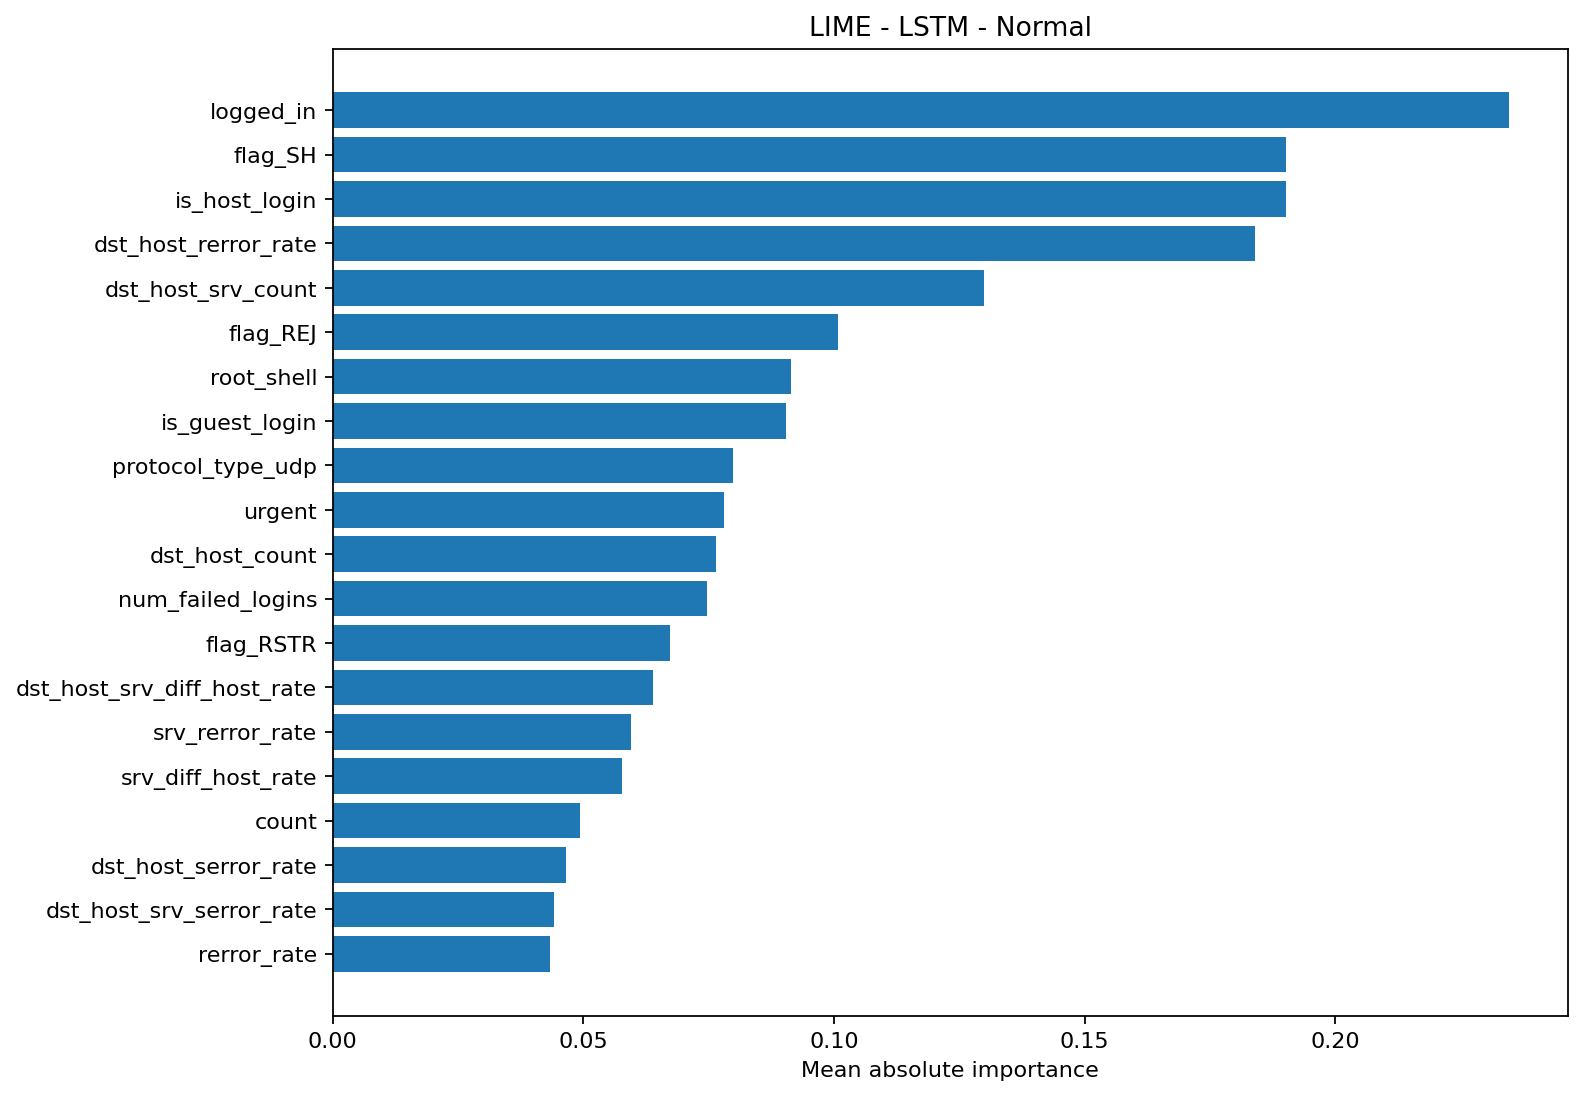 LIME - LSTM - Normal
logged_in
flag_SH
is_host_login
dst_host_rerror_rate
dst_host_srv_count
flag_REJ
root_shell
is_guest_login
protocol_type_udp
urgent
dst_host_count
num_failed_logins
flag_RSTR
dst_host_srv_diff_host_rate
srv_rerror_rate
srv_diff_host_rate
count
dst_host_serror_rate
dst_host_srv_serror_rate
rerror_rate
0.00 0.05 0.10 0.15 0.20
Mean absolute importance